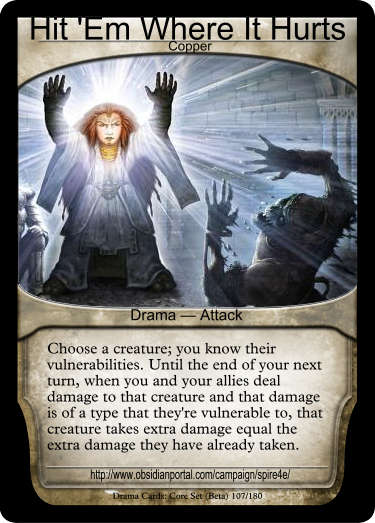 Hit 'Em Where It Hurts
Copper
Drama — Attack
Choose a creature; you know their
vulnerabilities. Until the end of your next
turn, when you and your allies deal
damage to that creature and that damage
is of a type that they're vulnerable to, that
creature takes extra damage equal the
extra damage they have already taken.
http://www.obsidianportal.com/campaign/spire4e/
Drama Cards: Core Set (Beta) 107/180